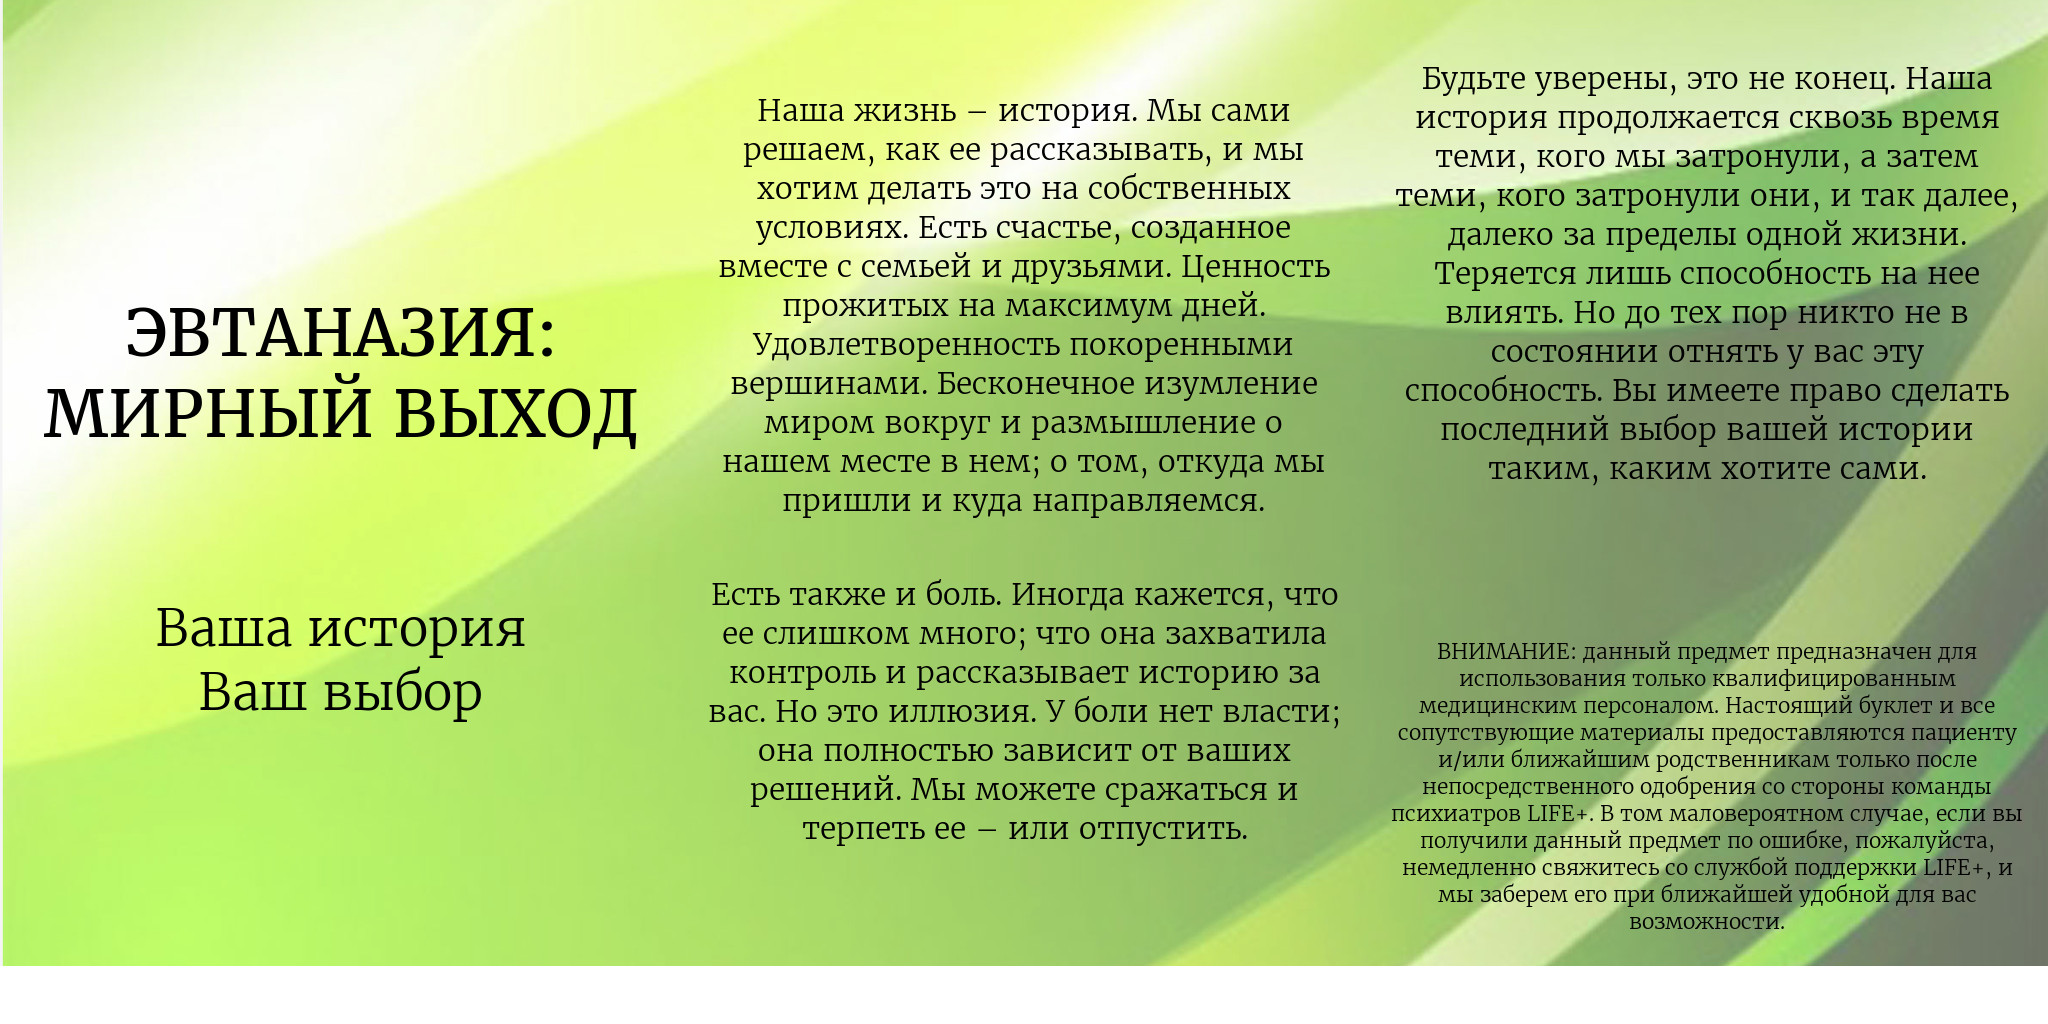 ЭВТАНАЗИЯ:
МИРНЫЙ ВЫХОД
Ваша история
Ваш выбор
Наша жизнь – история. Мы сами
решаем, как ее рассказывать, и мы
хотим делать это на собственных
условиях. Есть счастье, созданное
вместе с семьей и друзьями. Ценность
прожитых на максимум дней.
Удовлетворенность покоренными
вершинами. Бесконечное изумление
миром вокруг и размышление о
нашем месте в нем; о том, откуда мы
пришли и куда направляемся.
Есть также и боль. Иногда кажется, что
ее слишком много; что она захватила
контроль и рассказывает историю за
вас. Но это иллюзия. У боли нет власти;
она полностью зависит от ваших
решений. Мы можете сражаться и
терпеть ее – или отпустить.
Будьте уверены, это не конец. Наша
история продолжается сквозь время
теми, кого мы затронули, а затем
теми, кого затронули они, и так далее,
далеко за пределы одной жизни.
Теряется лишь способность на нее
влиять. Но до тех пор никто не в
состоянии отнять у вас эту
способность. Вы имеете право сделать
последний выбор вашей истории
таким, каким хотите сами.
ВНИМАНИЕ: данный предмет предназначен для
использования только квалифицированным
медицинским персоналом. Настоящий буклет и все
сопутствующие материалы предоставляются пациенту
и/или ближайшим родственникам только после
непосредственного одобрения со стороны команды
психиатров LIFE+. В том маловероятном случае, если вы
получили данный предмет по ошибке, пожалуйста,
немедленно свяжитесь со службой поддержки LIFE+, и
мы заберем его при ближайшей удобной для вас
возможности.